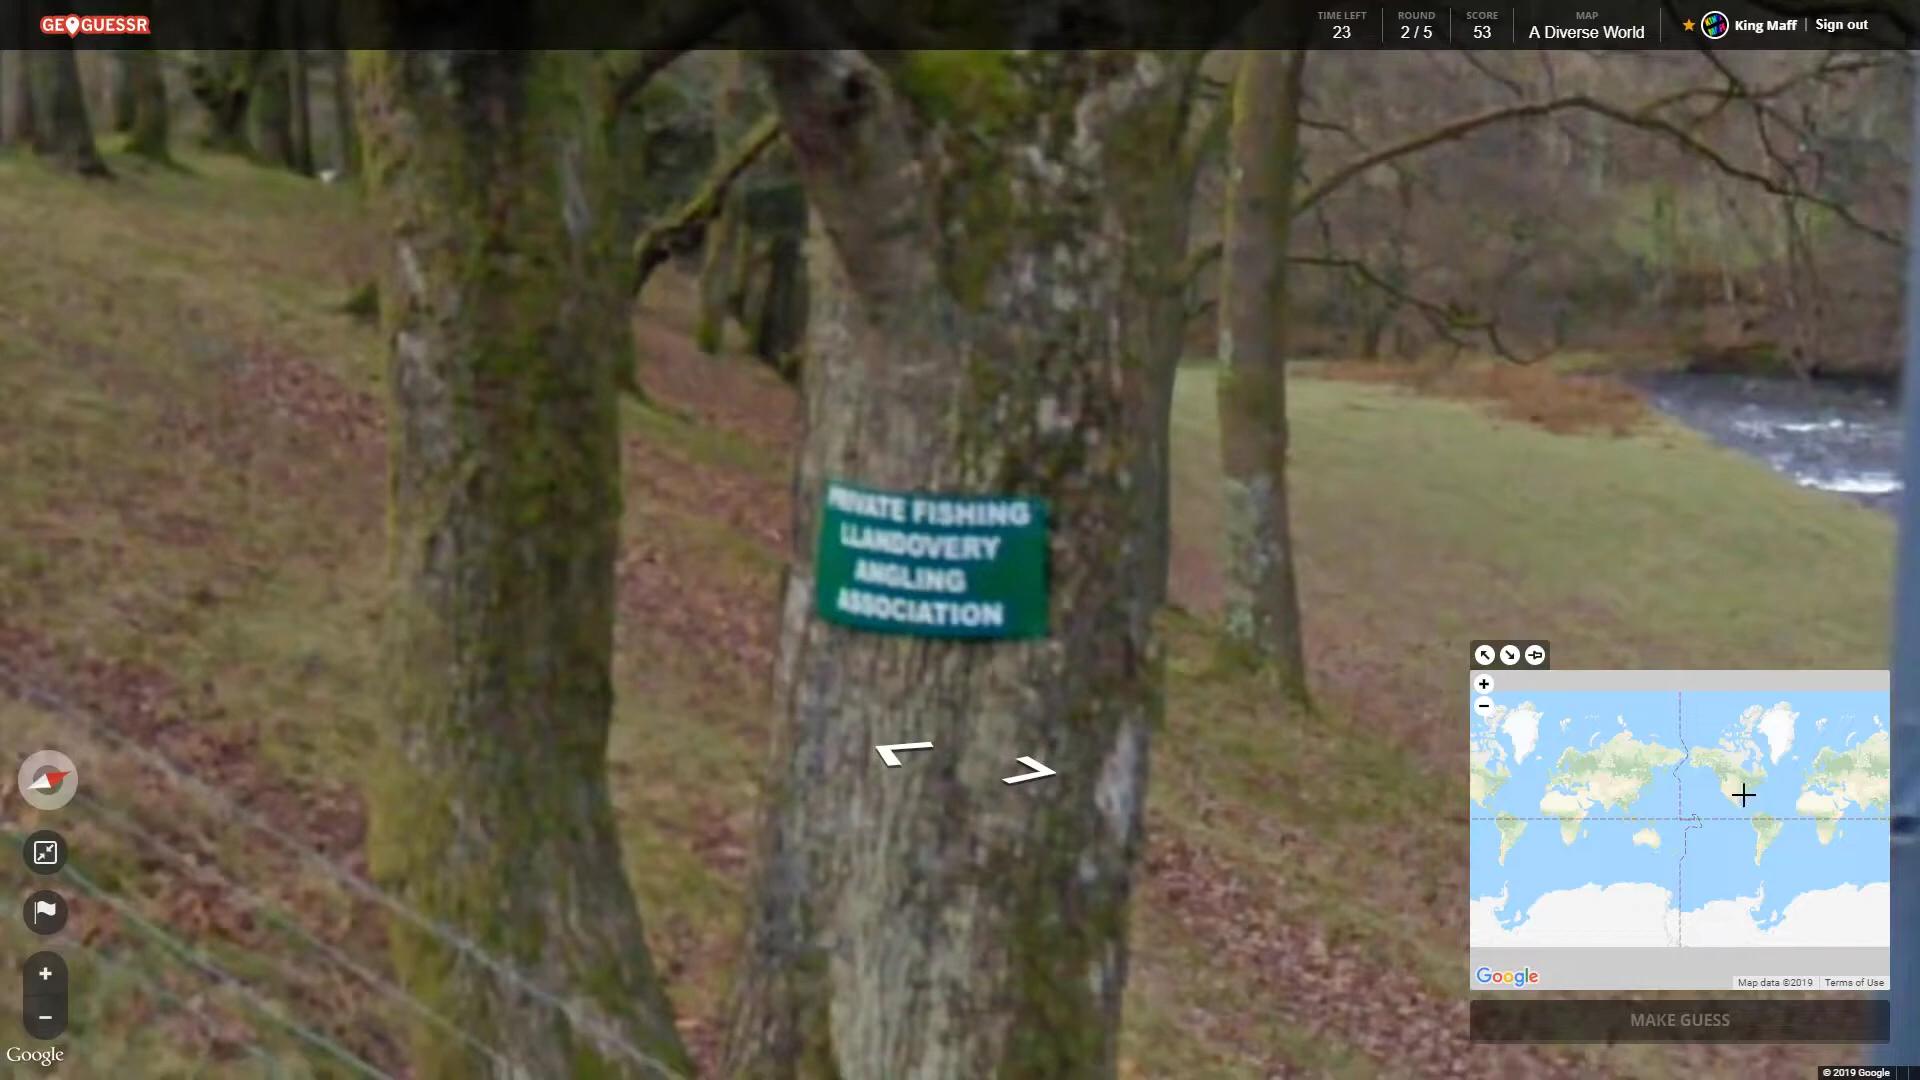 GEOGUESSR
TIME LEFT
23
ROUND
2 / 5
SCORE
53
MAP
A Diverse World
King Maff
Sign out
PRIVATE FISHING
LLANDOVERY
ANGLING
ASSOCIATION
Google
Map data ©2019
Terms of Use
MAKE GUESS
Google
© 2019 Google